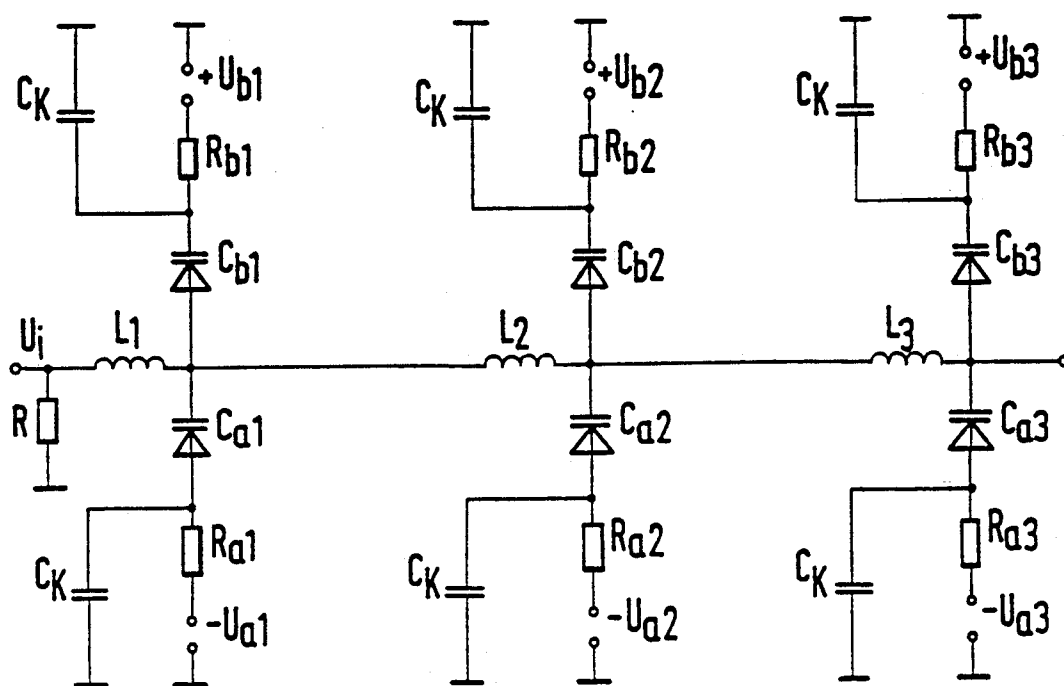 +Ub1
+Ub2
+Ub3
CK
CK
CK
Rb1
Rb2
Rb3
Cb1
Cb2
Cb3
Ui
L1
L2
L3
R
Ca1
Ca2
Ca3
Ra1
Ra2
Ra3
CK
CK
CK
-Ua1
-Ua2
-Ua3